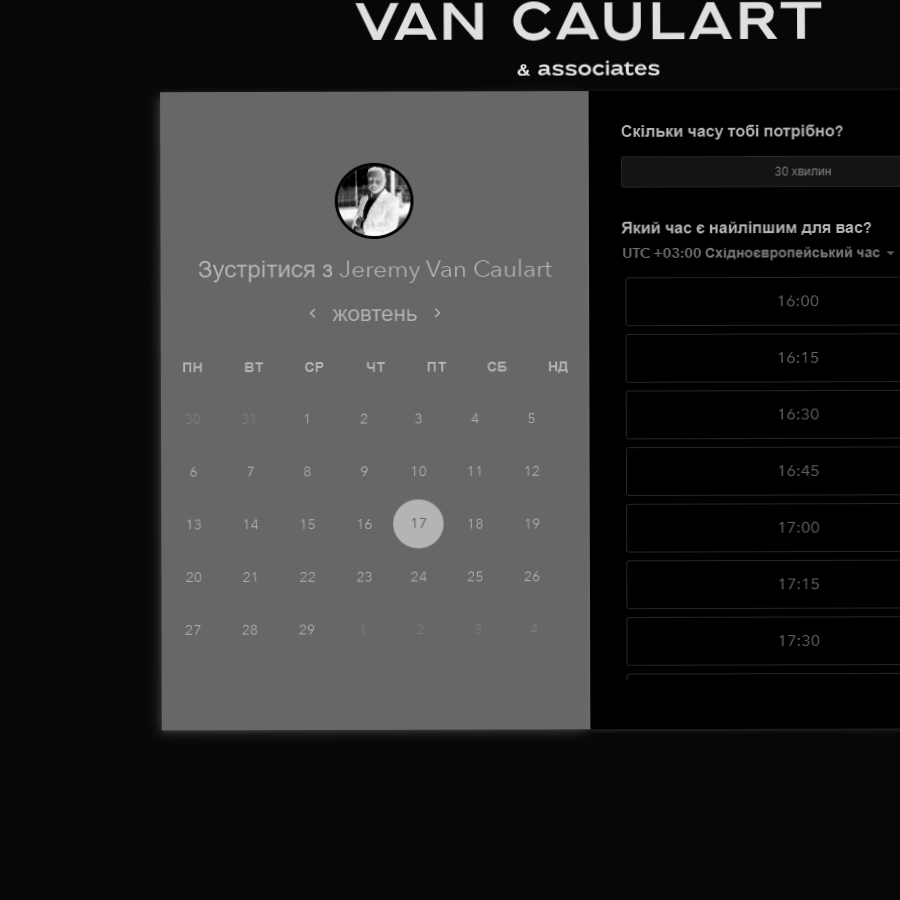 VAN CAULART
& associates
Зустрітися з Jeremy Van Caulart
жовтень
ПН ВТ СР ЧТ ПТ СБ НД
30 31 1 2 3 4 5
6 7 8 9 10 11 12
13 14 15 16 17 18 19
20 21 22 23 24 25 26
27 28 29 1 2 3 4
Скільки часу тобі потрібно?
30 хвилин
Який час є найліпшим для вас?
UTC +03:00 Східноєвропейський час
16:00
16:15
16:30
16:45
17:00
17:15
17:30